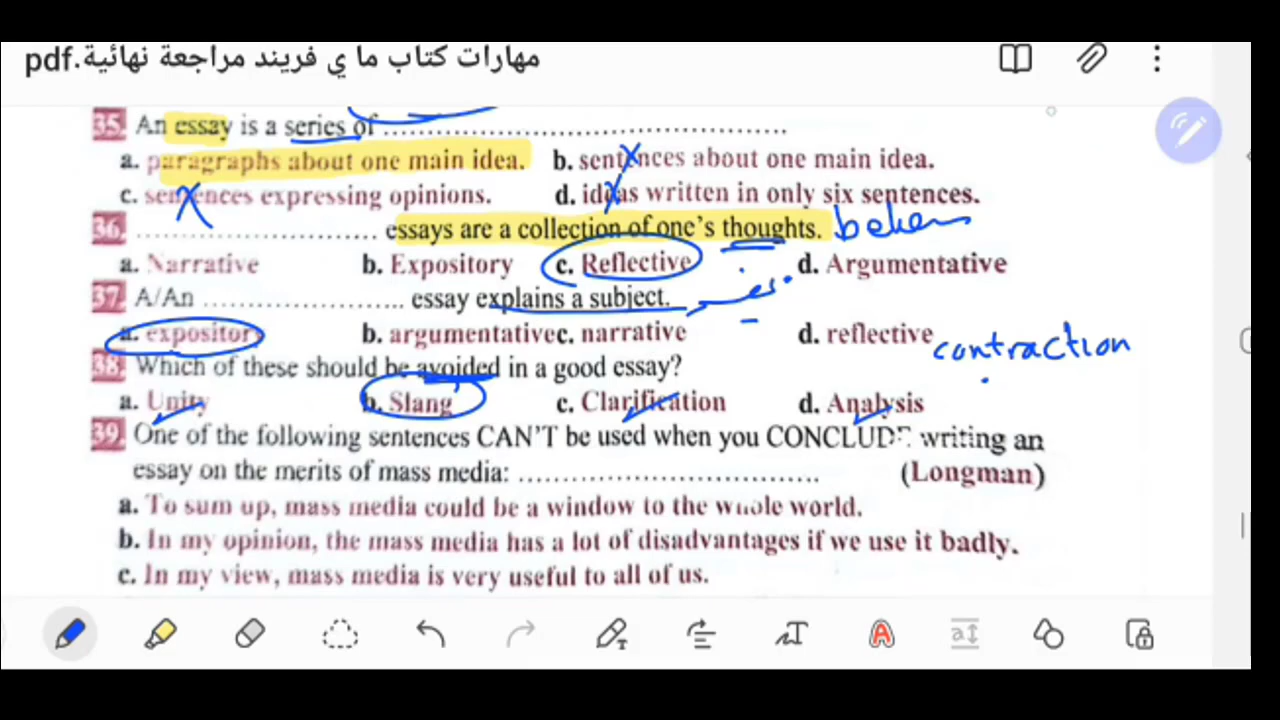 مهارات كتاب ما ي فريند مراجعة نهائية.pdf
35. An essay is a series of ............................................................
a. paragraphs about one main idea. b. sentences about one main idea.
c. sentences expressing opinions. d. ideas written in only six sentences.
36. ................................. essays are a collection of one's thoughts.
a. Narrative b. Expository c. Reflective d. Argumentative
37. A/An .............................. essay explains a subject.
a. expository b. argumentative c. narrative d. reflective
contraction
38. Which of these should be avoided in a good essay?
a. Unity b. Slang c. Clarification d. Analysis
39. One of the following sentences CAN'T be used when you CONCLUDE writing an
essay on the merits of mass media: ..................................... (Longman)
a. To sum up, mass media could be a window to the whole world.
b. In my opinion, the mass media has a lot of disadvantages if we use it badly.
c. In my view, mass media is very useful to all of us.